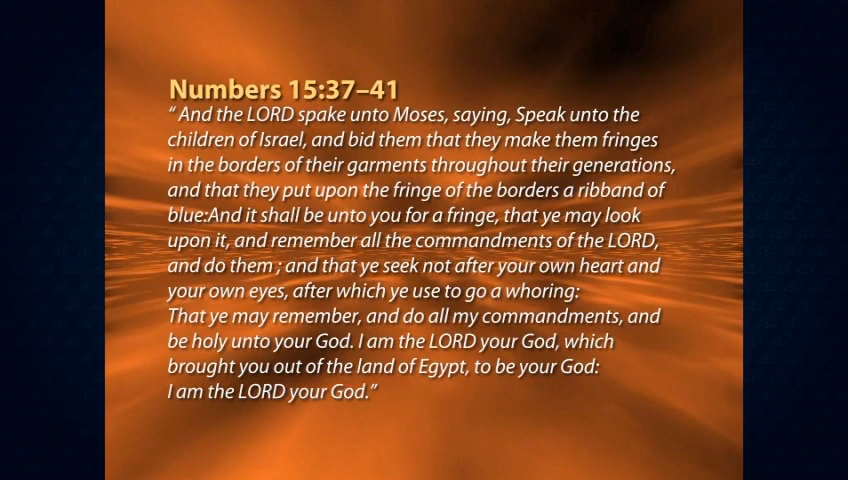 Numbers 15:37–41
“ And the LORD spake unto Moses, saying, Speak unto the
children of Israel, and bid them that they make them fringes
in the borders of their garments throughout their generations,
and that they put upon the fringe of the borders a ribband of
blue:And it shall be unto you for a fringe, that ye may look
upon it, and remember all the commandments of the LORD,
and do them ; and that ye seek not after your own heart and
your own eyes, after which ye use to go a whoring:
That ye may remember, and do all my commandments, and
be holy unto your God. I am the LORD your God, which
brought you out of the land of Egypt, to be your God:
I am the LORD your God.”